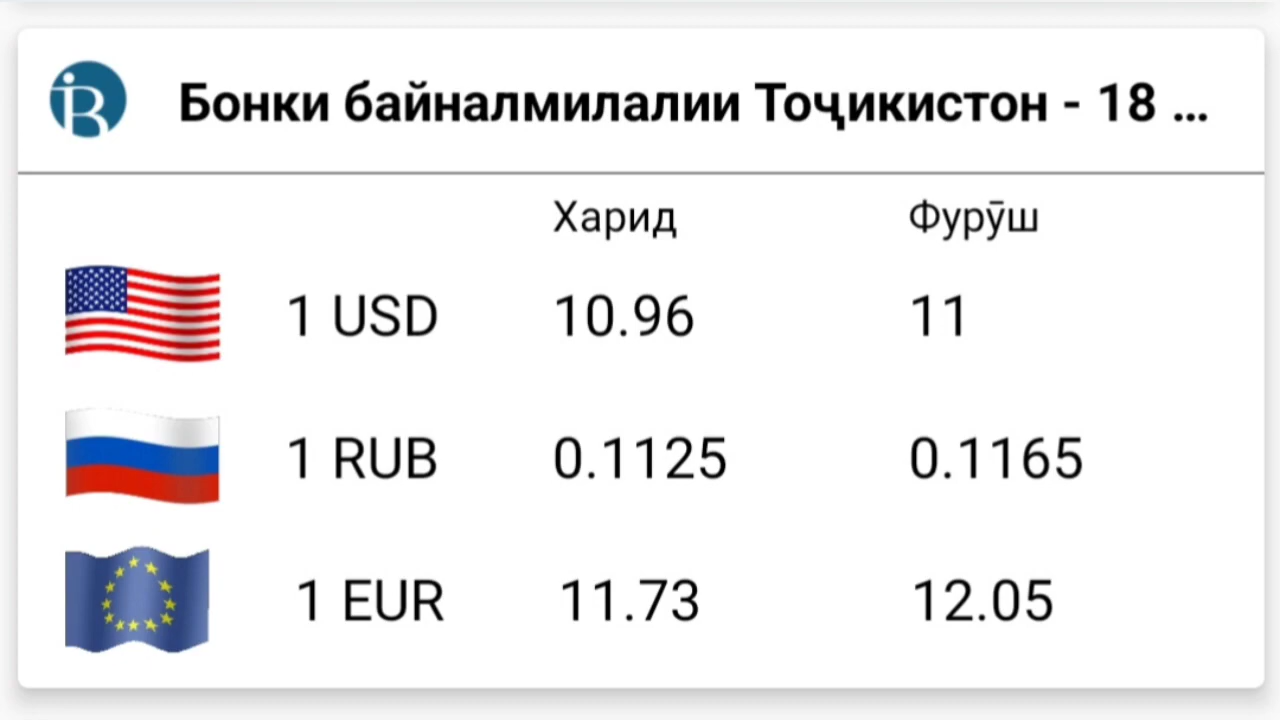 Бонки байналмилалии Тоҷикистон - 18 ...
Харид Фурӯш
1 USD 10.96 11
1 RUB 0.1125 0.1165
1 EUR 11.73 12.05